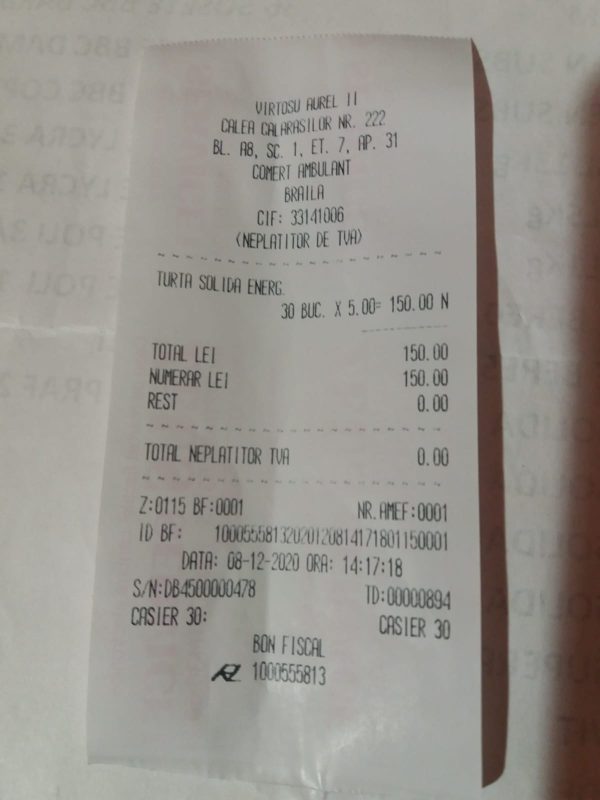 VIRTOSU AUREL II
CALEA CALARASILOR NR. 222
BL. A8, SC. 1, ET. 7, AP. 31
COMERT AMBULANT
BRAILA
CIF: 33141006
(NEPLATITOR DE TVA)
TURTA SOLIDA ENERG.
30 BUC. X 5.00= 150.00 N
TOTAL LEI 150.00
NUMERAR LEI 150.00
REST 0.00
TOTAL NEPLATITOR TVA 0.00
Z:0115 BF:0001 NR.AMEF:0001
ID BF: 10005558132020120814171801150001
DATA: 08-12-2020 ORA: 14:17:18
S/N:DB4500000478 TD:00000894
CASIER 30: CASIER 30
BON FISCAL
1000555813